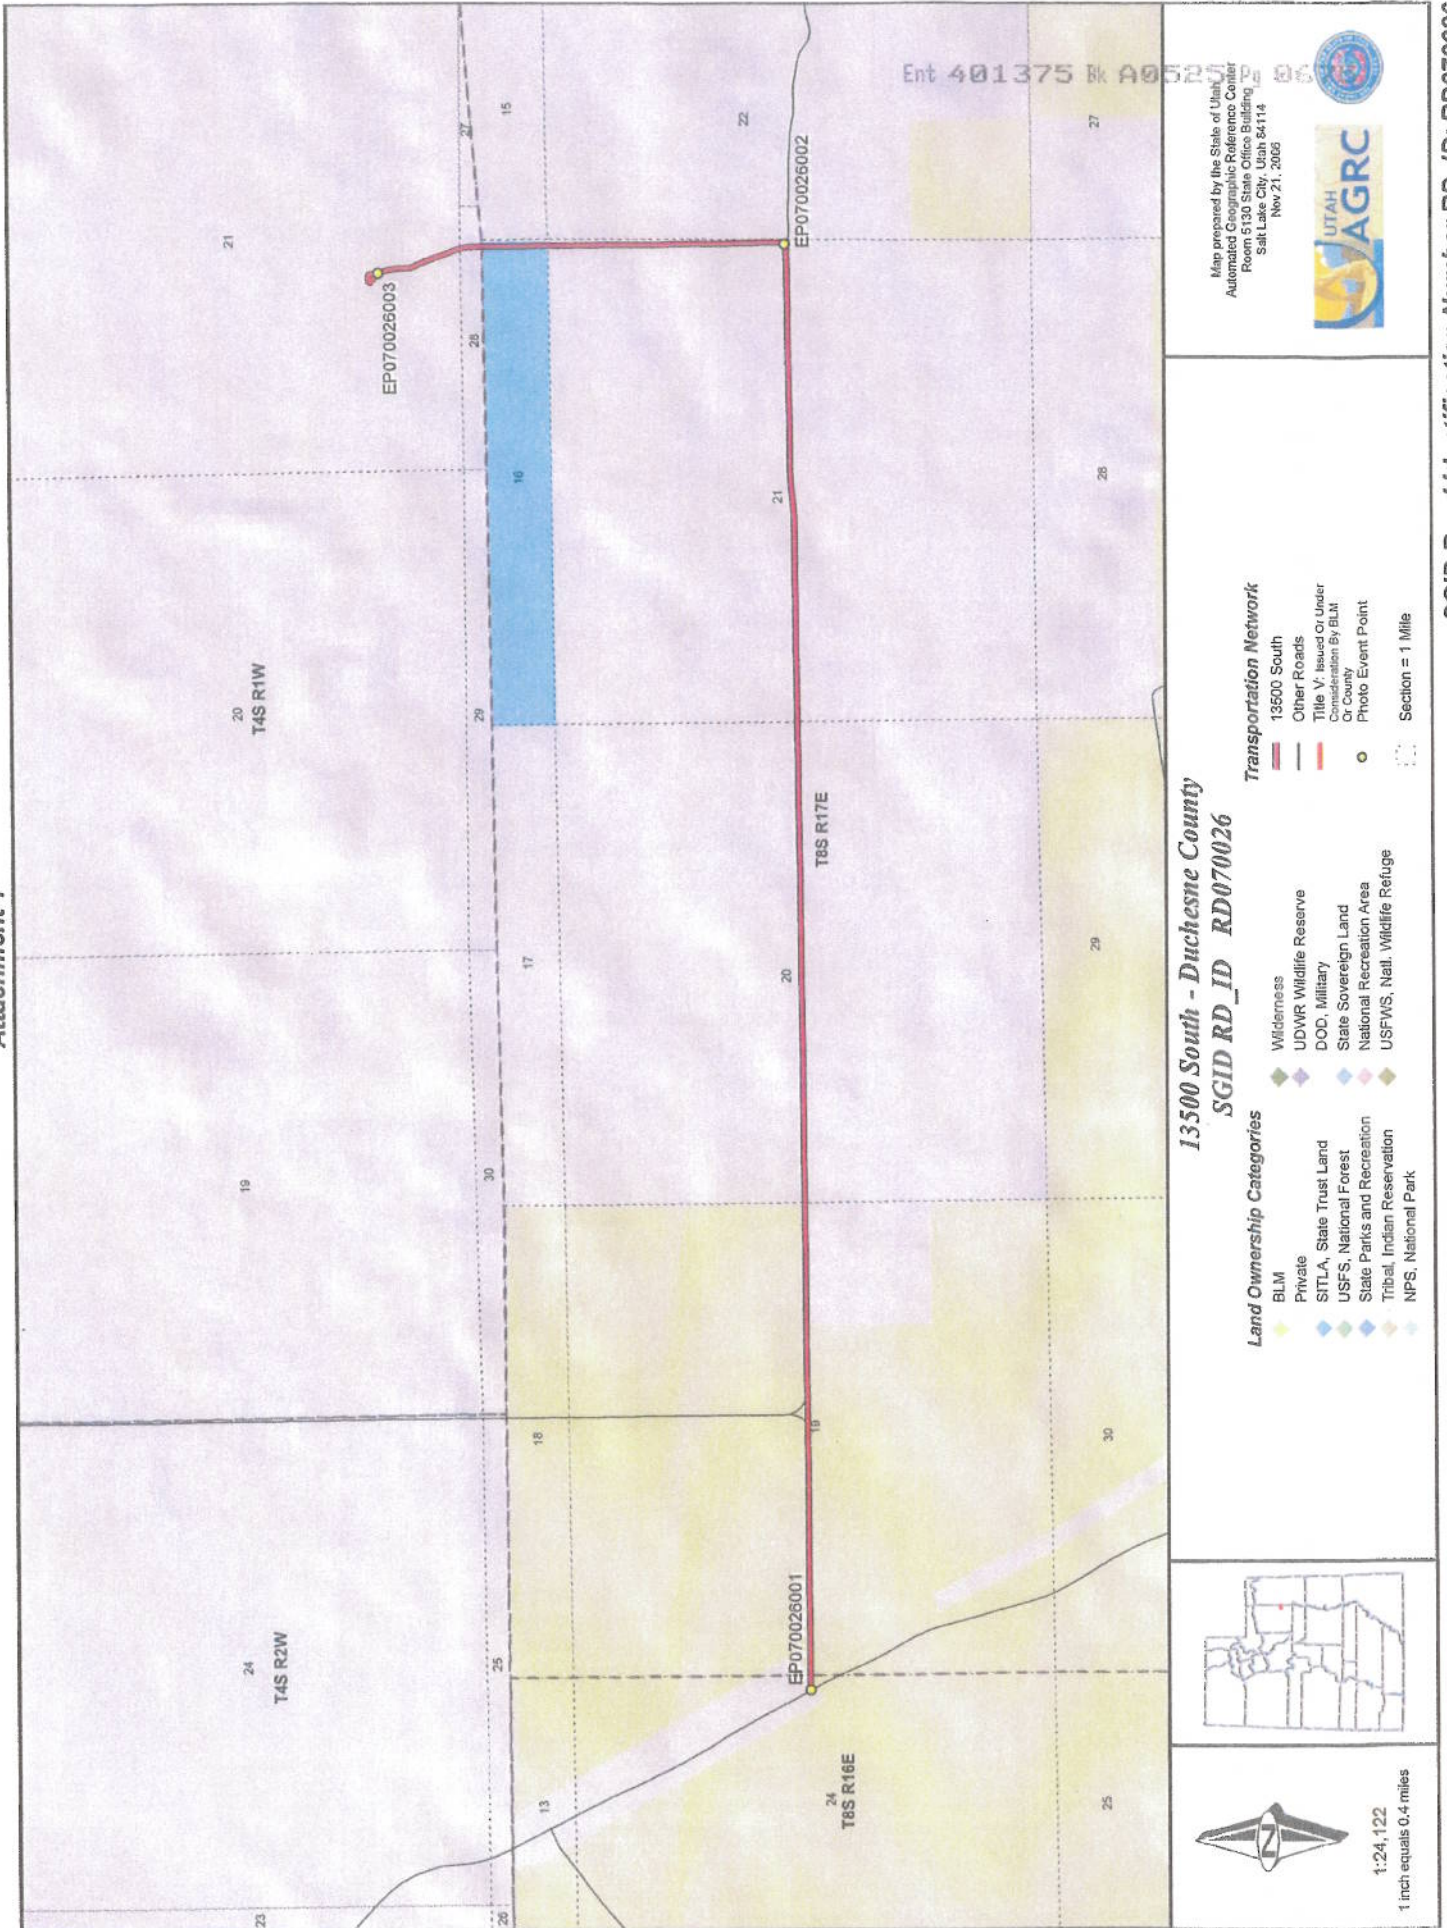 Ent 401375 Bk A0525 Pg 06
21
27
15
22
27
EP070026003
EP070026002
28
16
21
28
20
T4S R1W
29
17
20
T8S R17E
29
19
30
18
19
30
24
T4S R2W
25
EP070026001
13
24
T8S R16E
25
23
26
13500 South - Duchesne County
SGID RD_ID RD070026
Land Ownership Categories
BLM
Private
SITLA, State Trust Land
USFS, National Forest
State Parks and Recreation
Tribal, Indian Reservation
NPS, National Park
Wilderness
UDWR Wildlife Reserve
DOD, Military
State Sovereign Land
National Recreation Area
USFWS, Natl. Wildlife Refuge
Transportation Network
13500 South
Other Roads
Title V: Issued Or Under
Consideration By BLM
Or County
Photo Event Point
Section = 1 Mile
Map prepared by the State of Utah
Automated Geographic Reference Center
Room 5130 State Office Building
Salt Lake City, Utah 84114
Nov 21, 2006
UTAH
AGRC
N
1:24,122
1 inch equals 0.4 miles